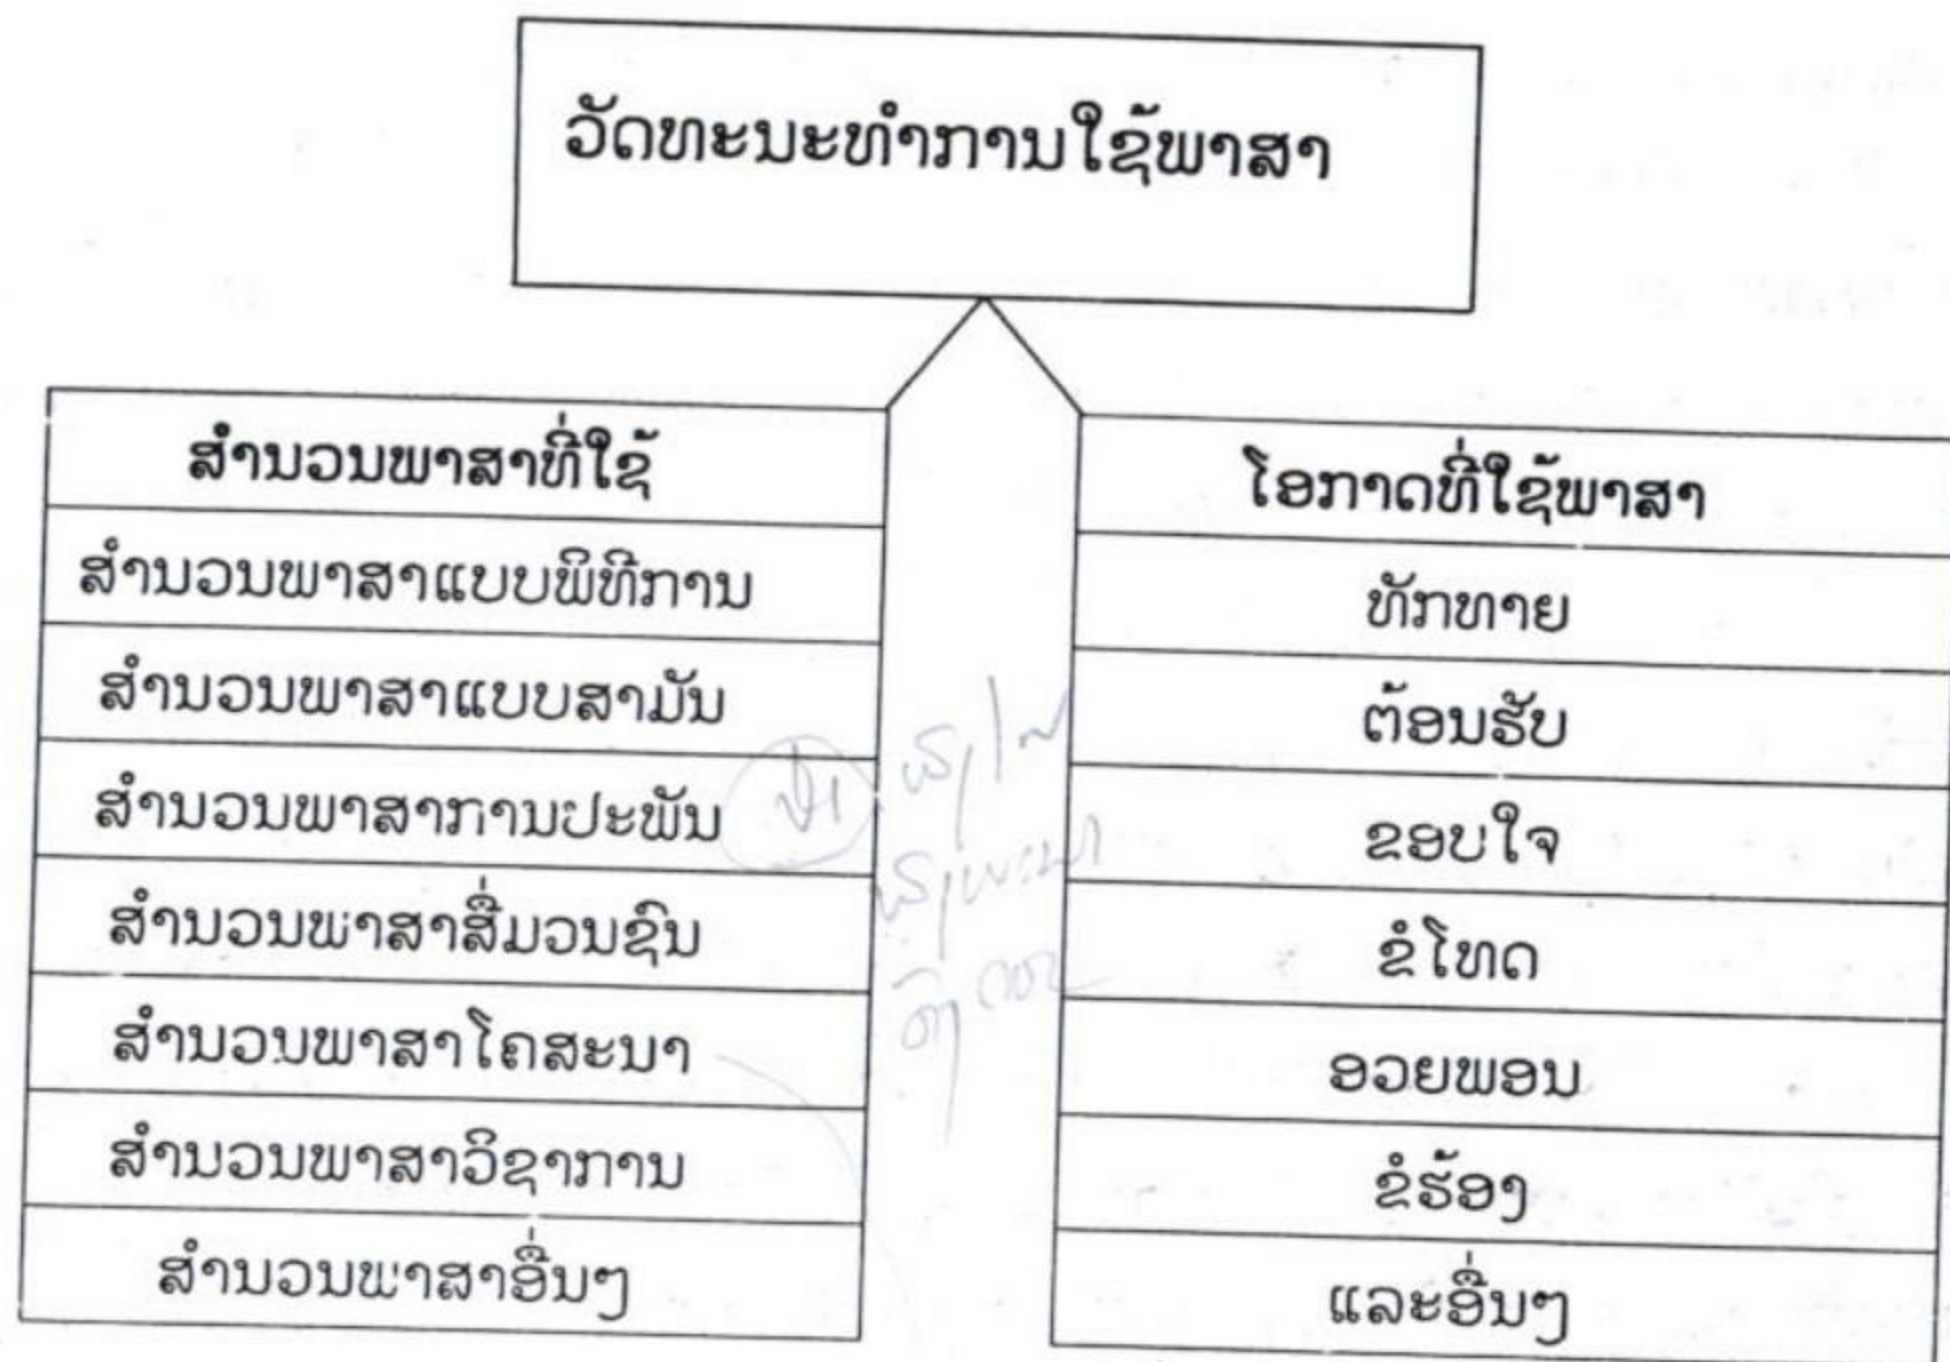 ວັດທະນະທຳການໃຊ້ພາສາ
ສຳນວນພາສາທີ່ໃຊ້
ສຳນວນພາສາແບບພິທີການ
ສຳນວນພາສາແບບສາມັນ
ສຳນວນພາສາການປະພັນ
ສຳນວນພາສາສື່ມວນຊົນ
ສຳນວນພາສາໂຄສະນາ
ສຳນວນພາສາວິຊາການ
ສຳນວນພາສາອື່ນໆ
ໂອກາດທີ່ໃຊ້ພາສາ
ທັກທາຍ
ຕ້ອນຮັບ
ຂອບໃຈ
ຂໍໂທດ
ອວຍພອນ
ຂໍຮ້ອງ
ແລະອື່ນໆ